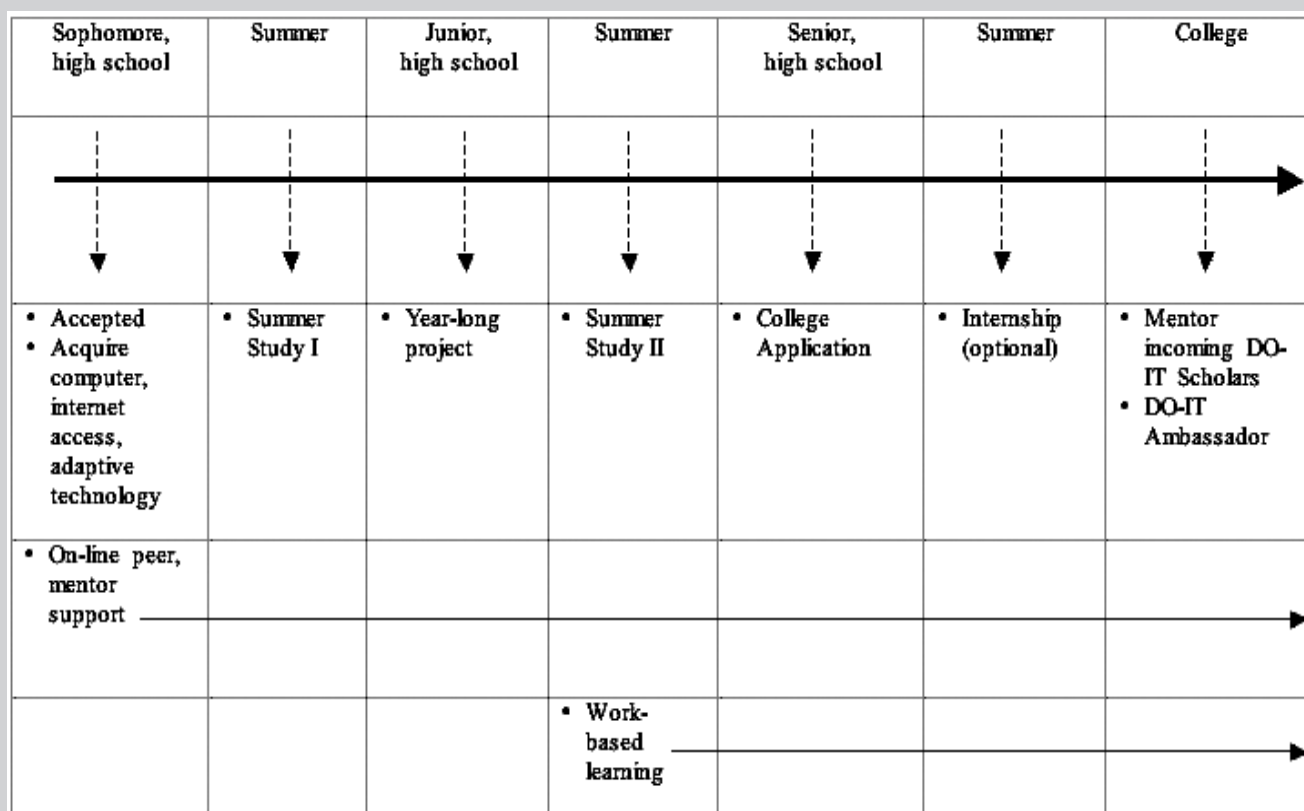 Sophomore,
high school
Summer
Junior,
high school
Summer
Senior,
high school
Summer
College
• Accepted
• Acquire
computer,
internet
access,
adaptive
technology
• Summer
Study I
• Year-long
project
• Summer
Study II
• College
Application
• Internship
(optional)
• Mentor
incoming DO-
IT Scholars
• DO-IT
Ambassador
• On-line peer,
mentor
support
• Work-
based
learning